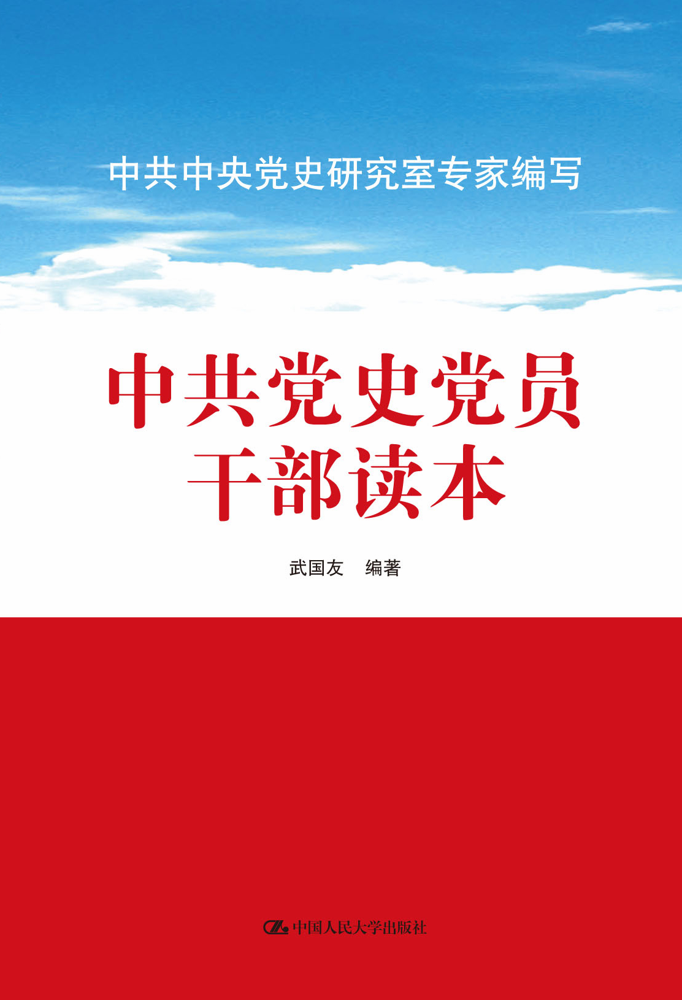 中共中央党史研究室专家编写
中共党史党员
干部读本
武国友 编著
中国人民大学出版社